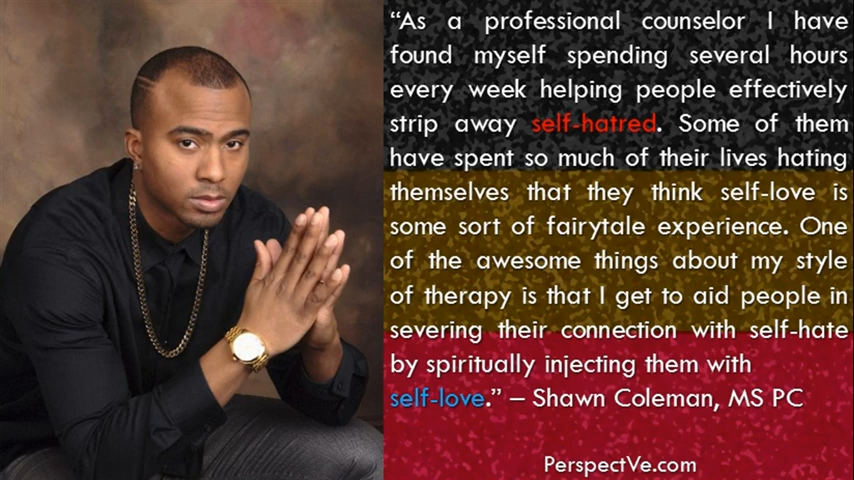 “As a professional counselor I have
found myself spending several hours
every week helping people effectively
strip away self-hatred. Some of them
have spent so much of their lives hating
themselves that they think self-love is
some sort of fairytale experience. One
of the awesome things about my style
of therapy is that I get to aid people in
severing their connection with self-hate
by spiritually injecting them with
self-love.” – Shawn Coleman, MS PC
PerspectVe.com